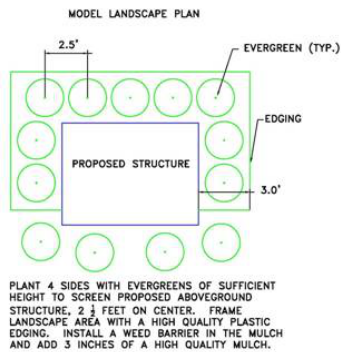 MODEL LANDSCAPE PLAN
2.5'
EVERGREEN (TYP.)
EDGING
PROPOSED STRUCTURE
3.0'
PLANT 4 SIDES WITH EVERGREENS OF SUFFICIENT
HEIGHT TO SCREEN PROPOSED ABOVEGROUND
STRUCTURE, 2 ½ FEET ON CENTER. FRAME
LANDSCAPE AREA WITH A HIGH QUALITY PLASTIC
EDGING. INSTALL A WEED BARRIER IN THE MULCH
AND ADD 3 INCHES OF A HIGH QUALITY MULCH.